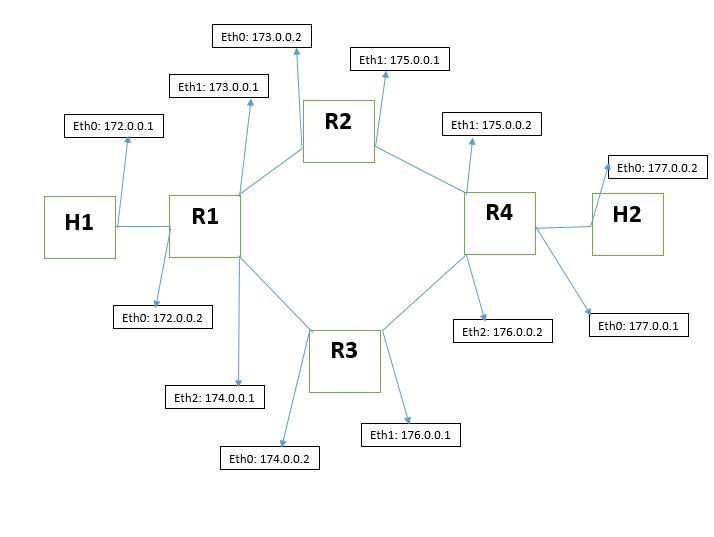 Eth0: 173.0.0.2
Eth1: 175.0.0.1
Eth1: 173.0.0.1
Eth0: 172.0.0.1
R2
Eth1: 175.0.0.2
Eth0: 177.0.0.2
H1
R1
R4
H2
Eth0: 172.0.0.2
Eth2: 176.0.0.2
Eth0: 177.0.0.1
R3
Eth2: 174.0.0.1
Eth1: 176.0.0.1
Eth0: 174.0.0.2